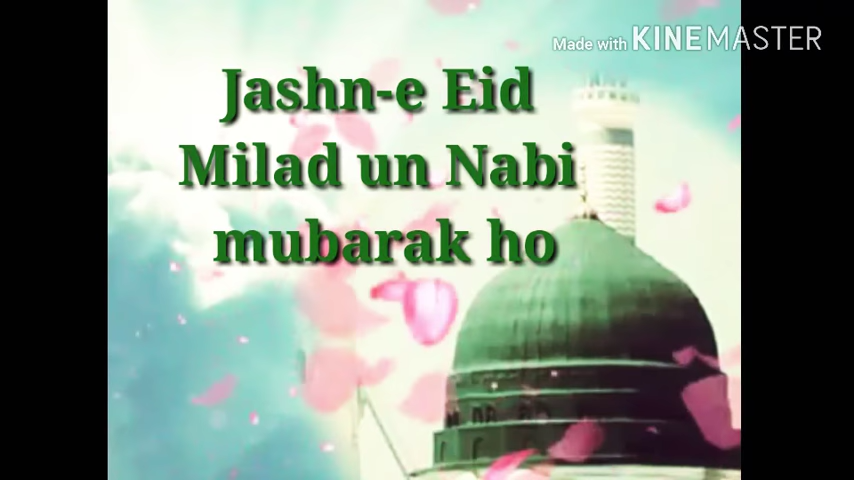 Made with KINEMASTER
Jashn-e Eid
Milad un Nabi
mubarak ho